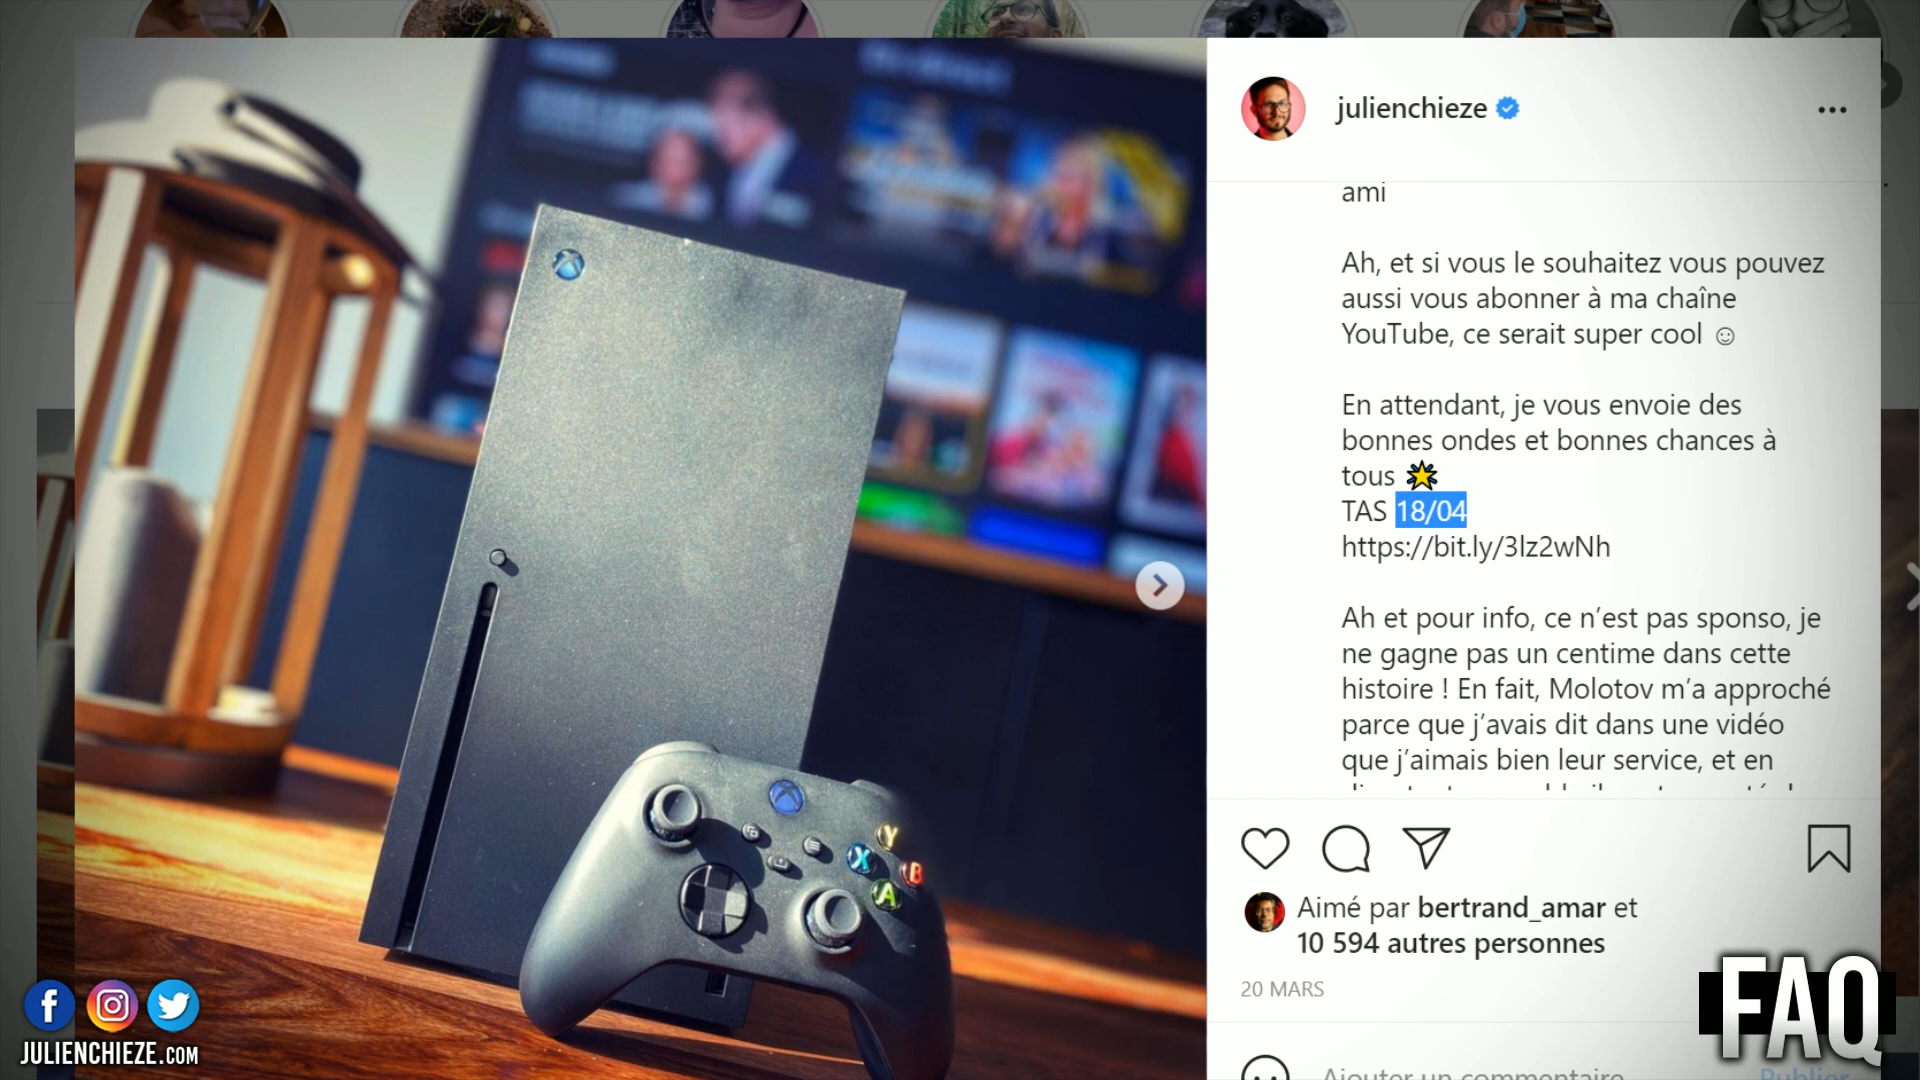 julienchieze
ami
Ah, et si vous le souhaitez vous pouvez
aussi vous abonner à ma chaîne
YouTube, ce serait super cool ☺
En attendant, je vous envoie des
bonnes ondes et bonnes chances à
tous 🌟
TAS 18/04
https://bit.ly/3lz2wNh
Ah et pour info, ce n’est pas sponso, je
ne gagne pas un centime dans cette
histoire ! En fait, Molotov m’a approché
parce que j’avais dit dans une vidéo
que j’aimais bien leur service, et en
Aimé par bertrand_amar et
10 594 autres personnes
20 MARS
Ajouter un commentaire
Publier
Y
X
B
A
JULIENCHIEZE.COM
FAQ